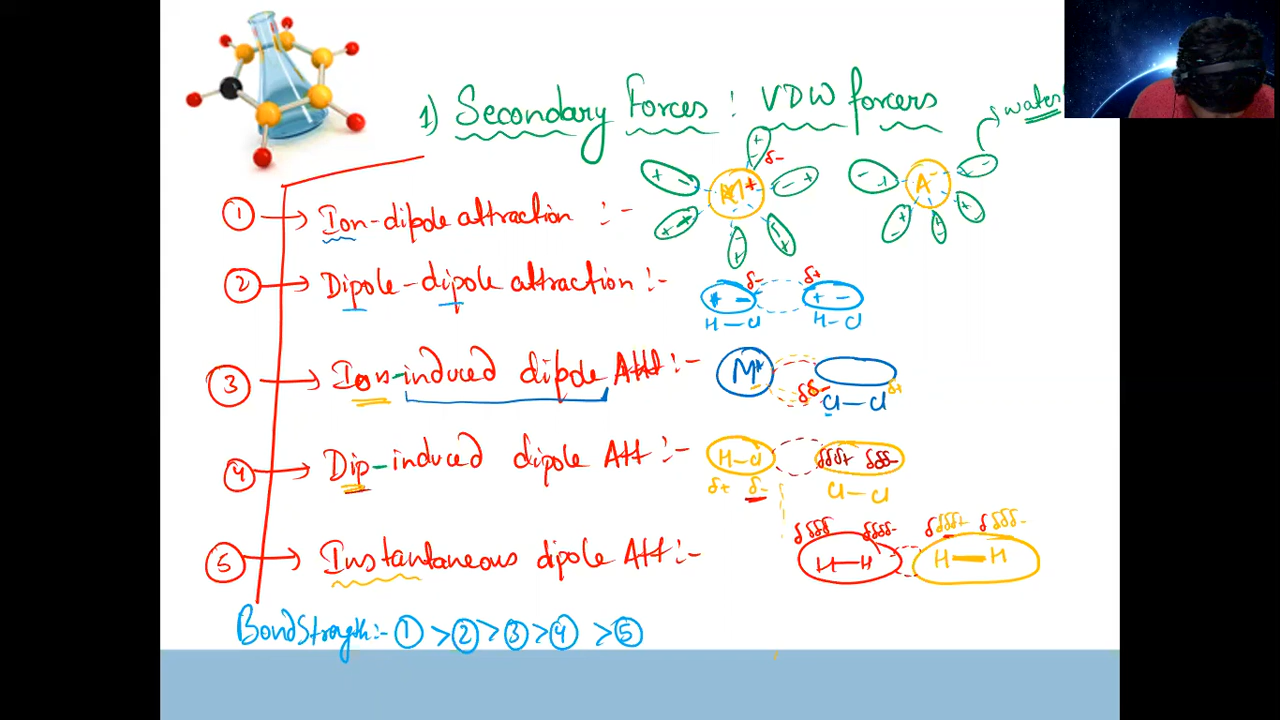 1) Secondary Forces : VDW forcers
water
+ - + - δ- - + + - + + + M+
- + A- - + + - - + -
① → Ion-dipole attraction :-
② → Dipole-dipole attraction :-
δ- δ+
+ - + -
H-Cl H-Cl
③ → Ion-induced dipole Att :-
M+
δδ- Cl-Cl δ+
④ → Dip-induced dipole Att :-
H-Cl δδδ+ δδδ-
δ+ δ- Cl-Cl
⑤ → Instantaneous dipole Att :-
δδδδ δδδδ- δδδδ+ δδδδ-
H-H H-H
Bond Strength:- ① > ② > ③ > ④ > ⑤